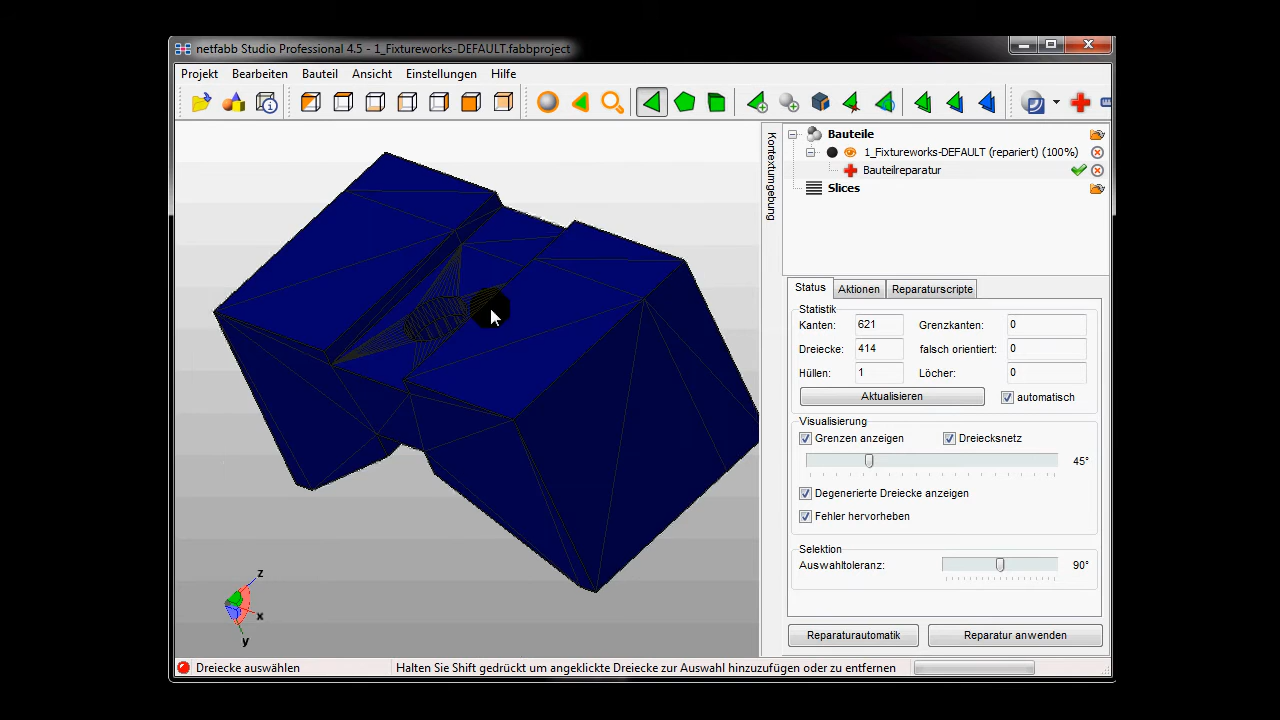 netfabb Studio Professional 4.5 - 1_Fixtureworks-DEFAULT.fabbproject
Projekt Bearbeiten Bauteil Ansicht Einstellungen Hilfe
Kontextumgebung
Bauteile
1_Fixtureworks-DEFAULT (repariert) (100%)
Bauteilreparatur
Slices
Status Aktionen Reparaturscripte
Statistik
Kanten: 621 Grenzkanten: 0
Dreiecke: 414 falsch orientiert: 0
Hüllen: 1 Löcher: 0
Aktualisieren automatisch
Visualisierung
Grenzen anzeigen Dreiecksnetz
45°
Degenerierte Dreiecke anzeigen
Fehler hervorheben
Selektion
Auswahltoleranz: 90°
Reparaturautomatik Reparatur anwenden
z
x
y
Dreiecke auswählen Halten Sie Shift gedrückt um angeklickte Dreiecke zur Auswahl hinzuzufügen oder zu entfernen